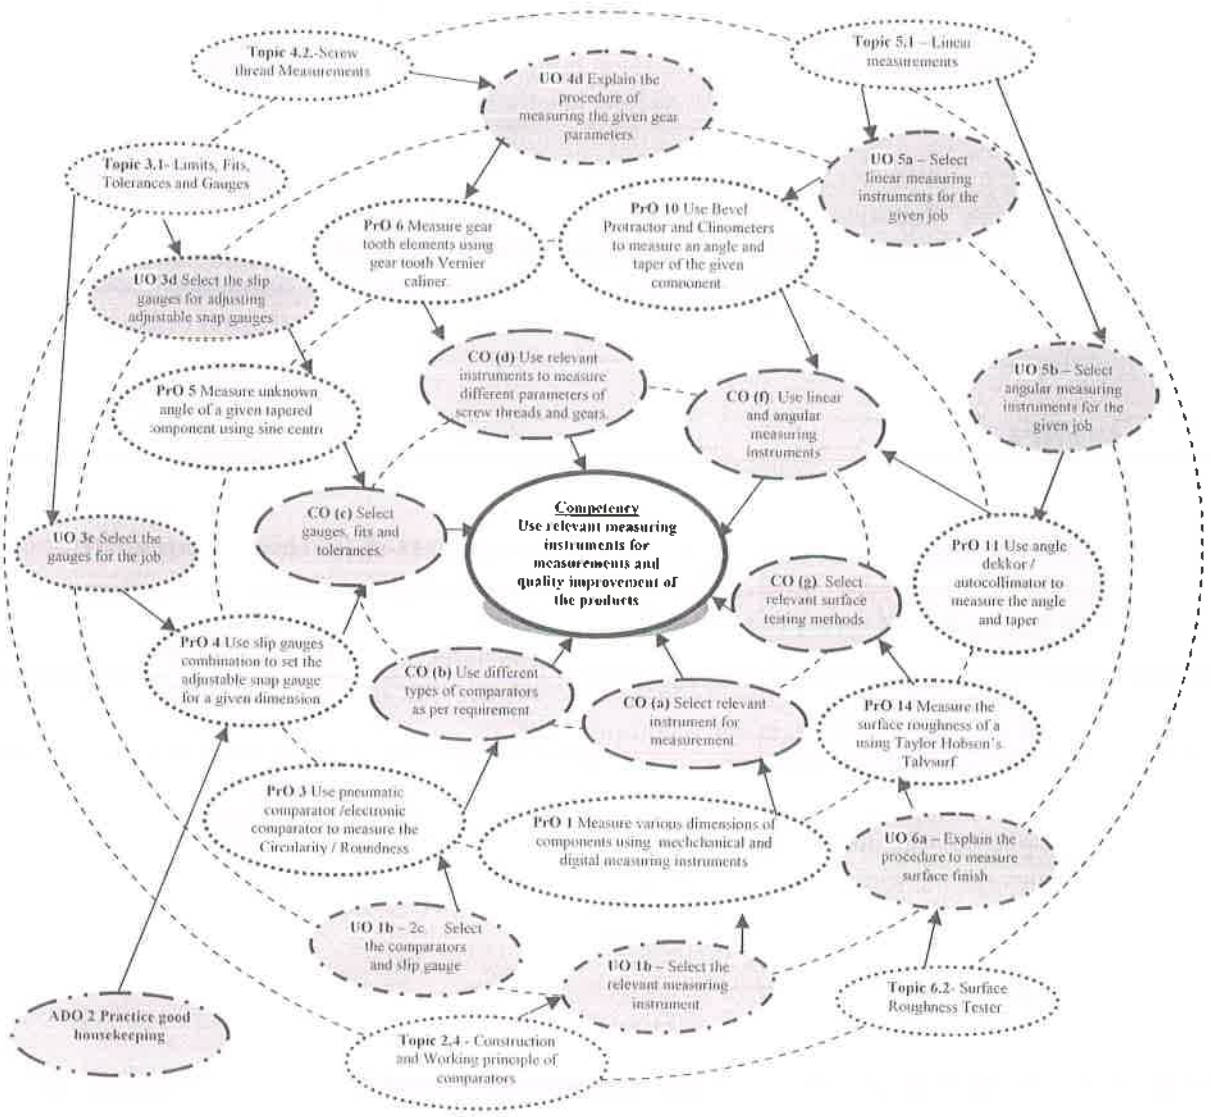 Topic 4.2.-Screw
thread Measurements
Topic 5.1 – Linear
measurements
UO 4d Explain the
procedure of
measuring the given gear
parameters
Topic 3.1- Limits, Fits,
Tolerances and Gauges
UO 5a – Select
linear measuring
instruments for the
given job
PrO 6 Measure gear
tooth elements using
gear tooth Vernier
caliner
PrO 10 Use Bevel
Protractor and Clinometers
to measure an angle and
taper of the given
component
UO 3d Select the slip
gauges for adjusting
adjustable snap gauges
CO (d) Use relevant
instruments to measure
different parameters of
screw threads and gears.
UO 5b – Select
angular measuring
instruments for the
given job
PrO 5 Measure unknown
angle of a given tapered
component using sine centre
CO (f). Use linear
and angular
measuring
instruments
CO (c) Select
gauges, fits and
tolerances.
Competency
Use relevant measuring
instruments for
measurements and
quality improvement of
the products
UO 3c Select the
gauges for the job
PrO 11 Use angle
dekkor /
autocollimator to
measure the angle
and taper
CO (g). Select
relevant surface
testing methods
PrO 4 Use slip gauges
combination to set the
adjustable snap gauge
for a given dimension
CO (b) Use different
types of comparators
as per requirement
CO (a) Select relevant
instrument for
measurement
PrO 14 Measure the
surface roughness of a
using Taylor Hobson's
Talysurf
PrO 3 Use pneumatic
comparator /electronic
comparator to measure the
Circularity / Roundness
PrO 1 Measure various dimensions of
components using mechchanical and
digital measuring instruments
UO 6a – Explain the
procedure to measure
surface finish
UO 1b – 2c. Select
the comparators
and slip gauge
UO 1b – Select the
relevant measuring
instrument
Topic 6.2- Surface
Roughness Tester
ADO 2 Practice good
housekeeping
Topic 2.4 - Construction
and Working principle of
comparators